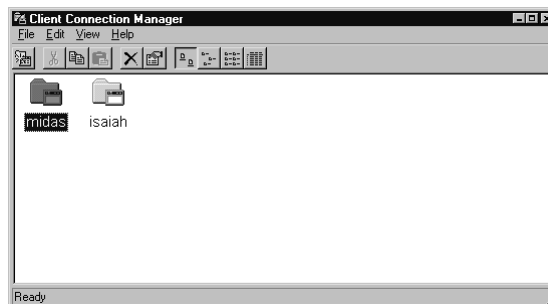 Client Connection Manager
File Edit View Help
midas isaiah
Ready